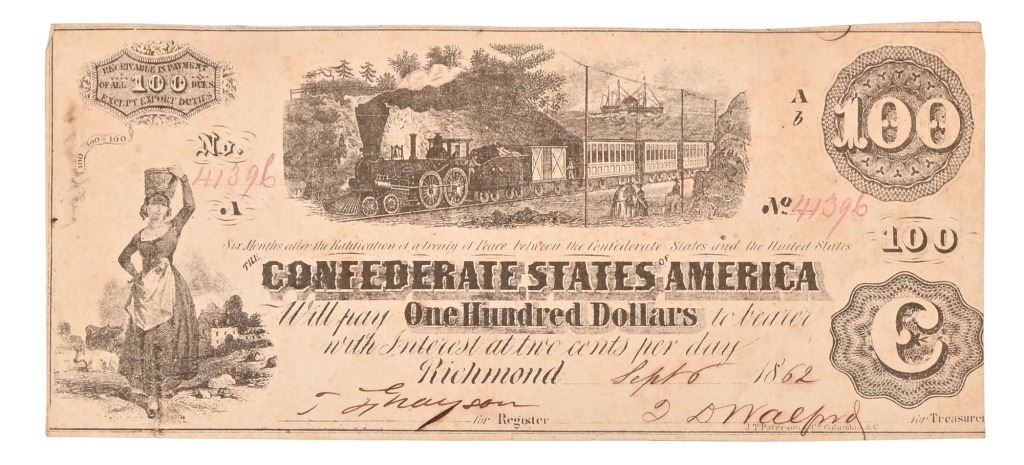 RECEIVABLE IN PAYMENT
OF ALL 100 DUES
EXCEPT EXPORT DUTIES
100 100 100
No.
41396
A
A
b
100
No 41396
100
Six Months after the Ratification of a treaty of Peace between the Confederate States and the United States
THE CONFEDERATE STATES OF AMERICA
Will pay One Hundred Dollars to bearer
with Interest at two cents per day
Richmond Sept 6 1862
C
for Register
for Treasurer
J.T. Paterson & Co. Columbia S.C